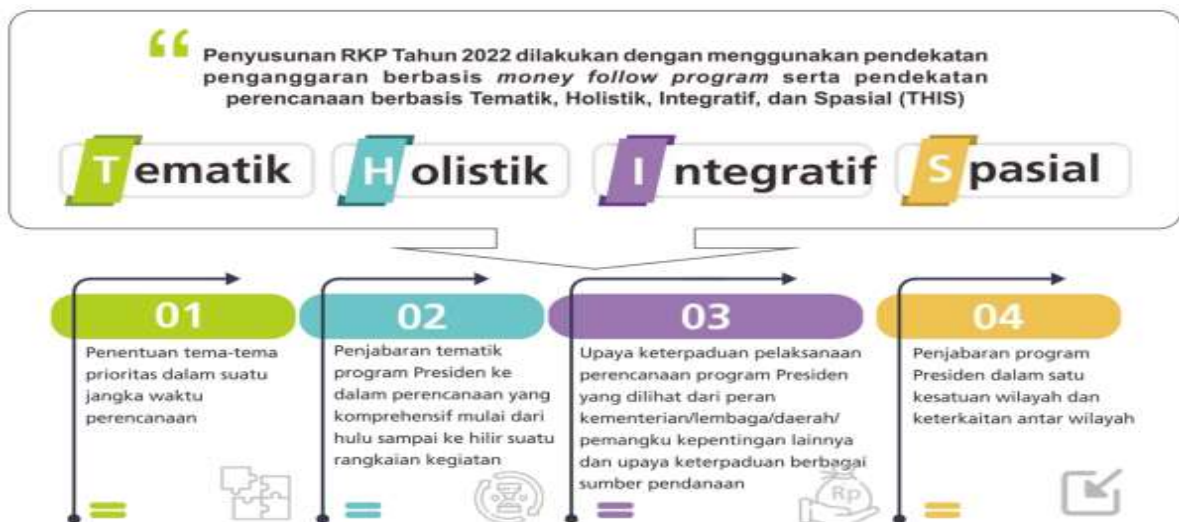 Penyusunan RKP Tahun 2022 dilakukan dengan menggunakan pendekatan
penganggaran berbasis money follow program serta pendekatan
perencanaan berbasis Tematik, Holistik, Integratif, dan Spasial (THIS)
Tematik Holistik Integratif Spasial
01
Penentuan tema-tema
prioritas dalam suatu
jangka waktu
perencanaan
02
Penjabaran tematik
program Presiden ke
dalam perencanaan yang
komprehensif mulai dari
hulu sampai ke hilir suatu
rangkaian kegiatan
03
Upaya keterpaduan pelaksanaan
perencanaan program Presiden
yang dilihat dari peran
kementerian/lembaga/daerah/
pemangku kepentingan lainnya
dan upaya keterpaduan berbagai
sumber pendanaan
Rp
04
Penjabaran program
Presiden dalam satu
kesatuan wilayah dan
keterkaitan antar wilayah